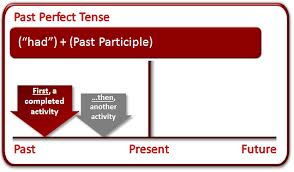 Past Perfect Tense
("had") + (Past Participle)
First, a
completed
activity
...then,
another
activity
Past Present Future